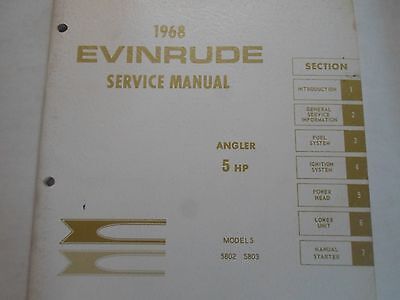 1968
EVINRUDE
SERVICE MANUAL
ANGLER
5 HP
MODELS
5802 5803
SECTION
INTRODUCTION 1
GENERAL
SERVICE
INFORMATION 2
FUEL
SYSTEM 3
IGNITION
SYSTEM 4
POWER
HEAD 5
LOWER
UNIT 6
MANUAL
STARTER 7